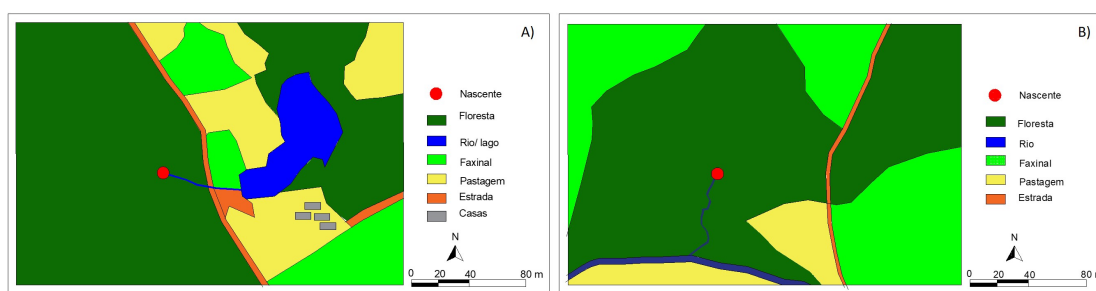 A)
Nascente
Floresta
Rio/ lago
Faxinal
Pastagem
Estrada
Casas
N
0 20 40 80 m
B)
Nascente
Floresta
Rio
Faxinal
Pastagem
Estrada
N
0 20 40 80 m